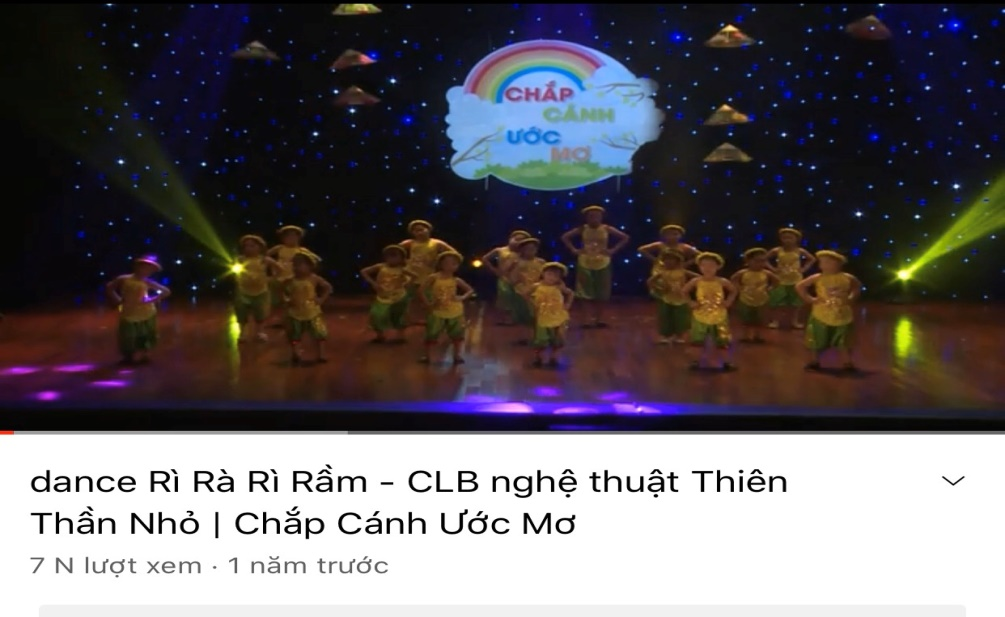 CHẮP
CÁNH
ƯỚC
MƠ
dance Rì Rà Rì Rầm - CLB nghệ thuật Thiên
Thần Nhỏ | Chắp Cánh Ước Mơ
7 N lượt xem · 1 năm trước